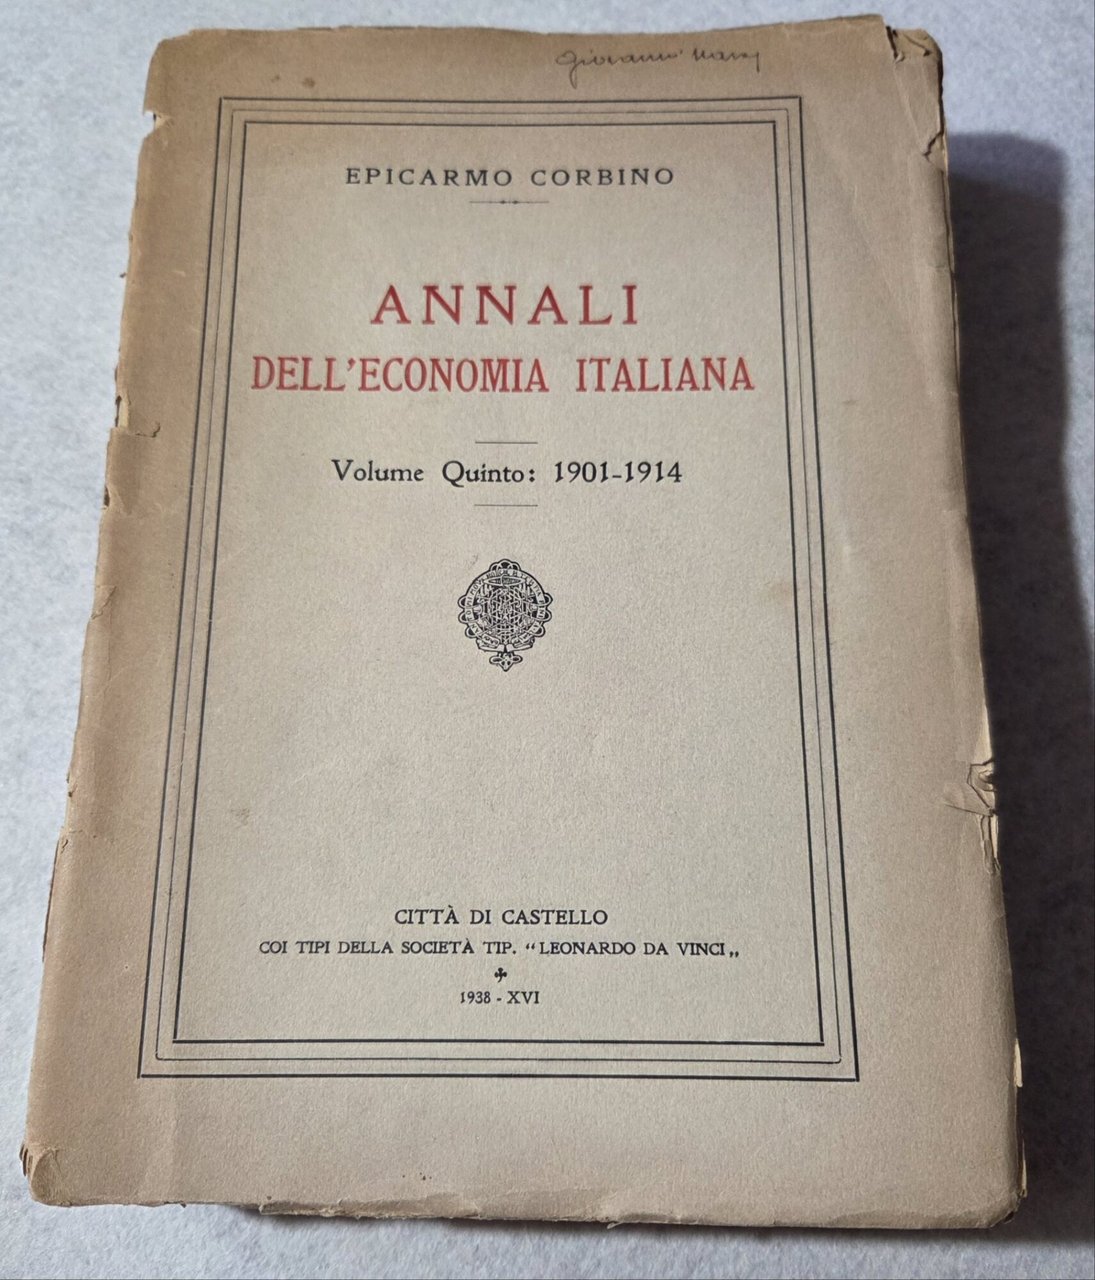 Giovanni
EPICARMO CORBINO
ANNALI
DELL'ECONOMIA ITALIANA
Volume Quinto: 1901-1914
CITTÀ DI CASTELLO
COI TIPI DELLA SOCIETÀ TIP. “LEONARDO DA VINCI„
1938 - XVI